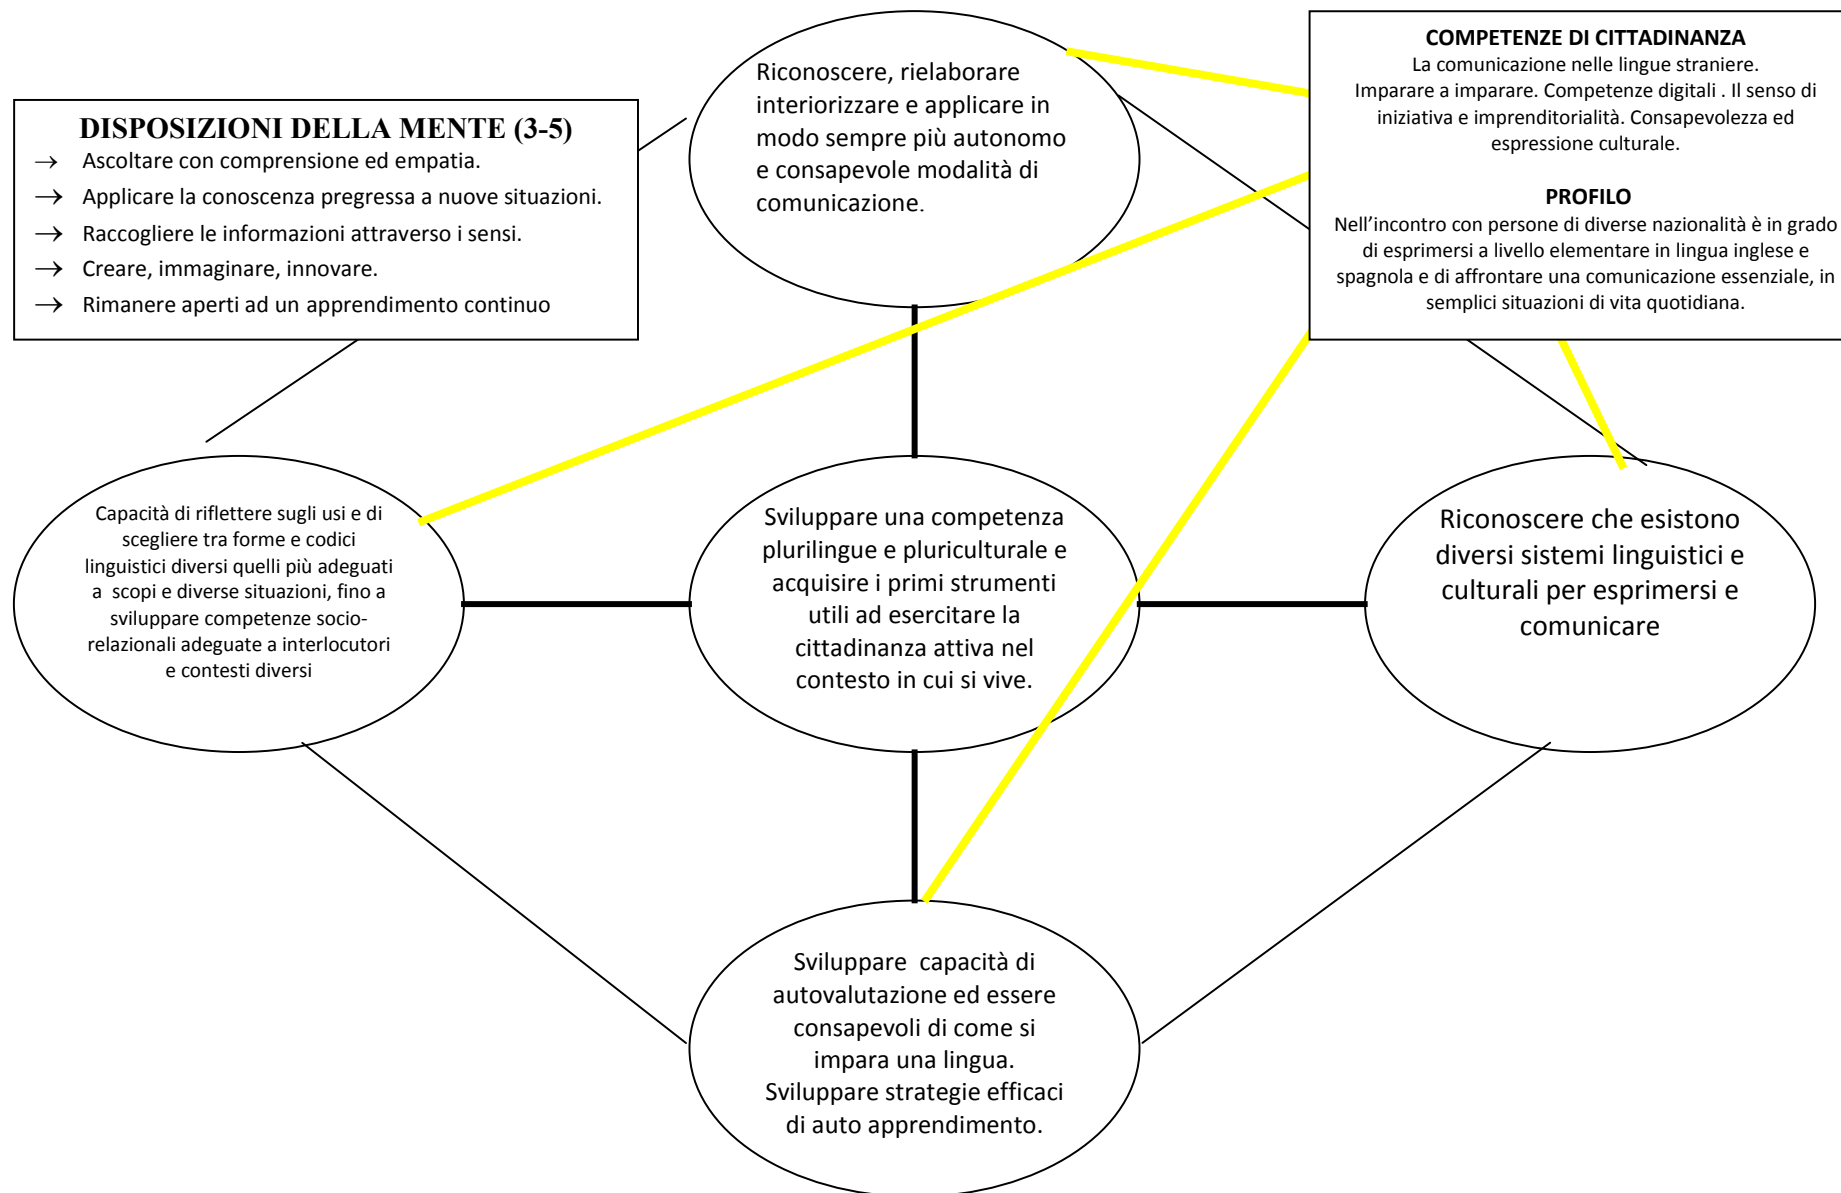 DISPOSIZIONI DELLA MENTE (3-5)
→ Ascoltare con comprensione ed empatia.
→ Applicare la conoscenza pregressa a nuove situazioni.
→ Raccogliere le informazioni attraverso i sensi.
→ Creare, immaginare, innovare.
→ Rimanere aperti ad un apprendimento continuo
Riconoscere, rielaborare
interiorizzare e applicare in
modo sempre più autonomo
e consapevole modalità di
comunicazione.
COMPETENZE DI CITTADINANZA
La comunicazione nelle lingue straniere.
Imparare a imparare. Competenze digitali . Il senso di
iniziativa e imprenditorialità. Consapevolezza ed
espressione culturale.
PROFILO
Nell’incontro con persone di diverse nazionalità è in grado
di esprimersi a livello elementare in lingua inglese e
spagnola e di affrontare una comunicazione essenziale, in
semplici situazioni di vita quotidiana.
Capacità di riflettere sugli usi e di
scegliere tra forme e codici
linguistici diversi quelli più adeguati
a scopi e diverse situazioni, fino a
sviluppare competenze socio-
relazionali adeguate a interlocutori
e contesti diversi
Sviluppare una competenza
plurilingue e pluriculturale e
acquisire i primi strumenti
utili ad esercitare la
cittadinanza attiva nel
contesto in cui si vive.
Riconoscere che esistono
diversi sistemi linguistici e
culturali per esprimersi e
comunicare
Sviluppare capacità di
autovalutazione ed essere
consapevoli di come si
impara una lingua.
Sviluppare strategie efficaci
di auto apprendimento.